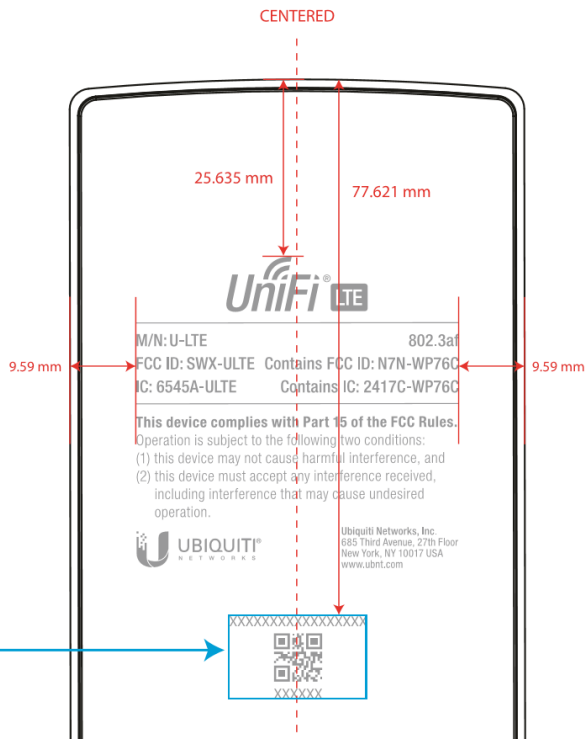 CENTERED
25.635 mm
77.621 mm
UniFi® LTE
M/N: U-LTE 802.3af
9.59 mm
FCC ID: SWX-ULTE Contains FCC ID: N7N-WP76C
9.59 mm
IC: 6545A-ULTE Contains IC: 2417C-WP76C
This device complies with Part 15 of the FCC Rules.
Operation is subject to the following two conditions:
(1) this device may not cause harmful interference, and
(2) this device must accept any interference received,
including interference that may cause undesired
operation.
UBIQUITI®
NETWORKS
Ubiquiti Networks, Inc.
685 Third Avenue, 27th Floor
New York, NY 10017 USA
www.ubnt.com
XXXXXXXXXXXXXXXXX
XXXXXX